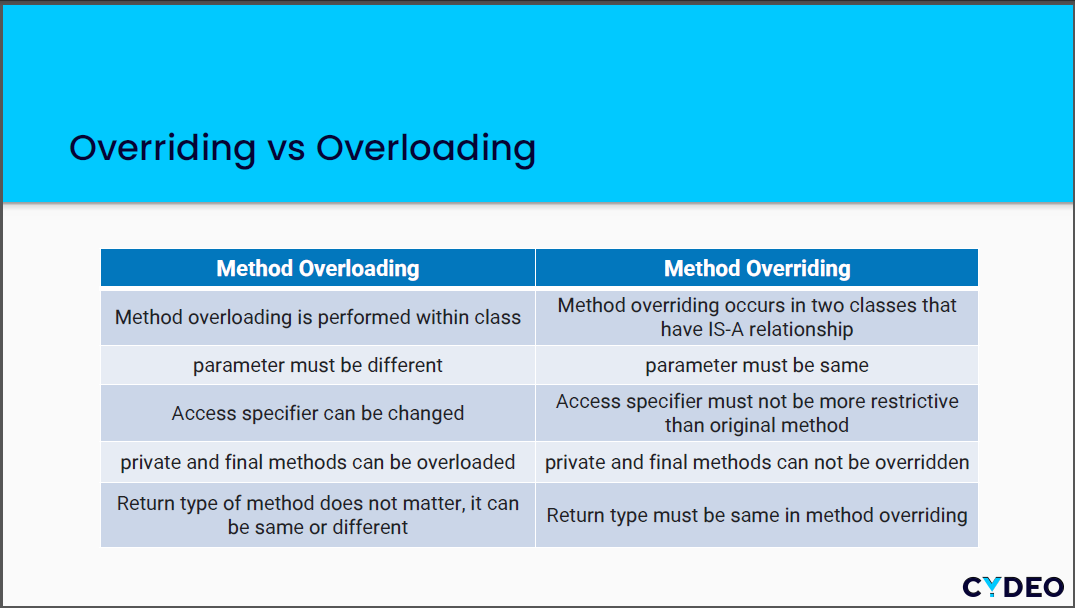 Overriding vs Overloading
Method Overloading
Method Overriding
Method overloading is performed within class
Method overriding occurs in two classes that
have IS-A relationship
parameter must be different
parameter must be same
Access specifier can be changed
Access specifier must not be more restrictive
than original method
private and final methods can be overloaded
private and final methods can not be overridden
Return type of method does not matter, it can
be same or different
Return type must be same in method overriding
CYDEO